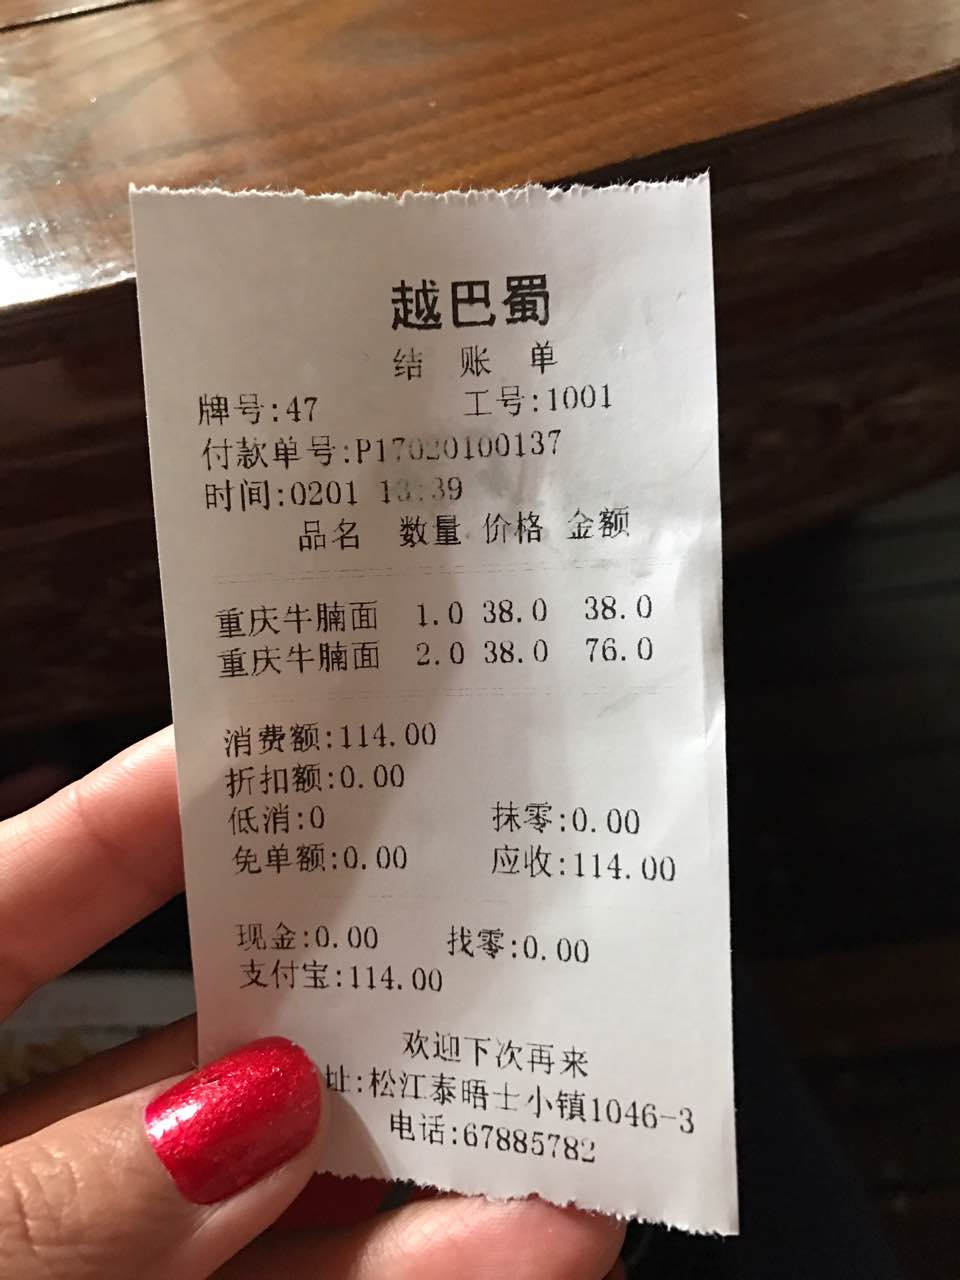 越巴蜀
结 账 单
牌号:47 工号:1001
付款单号:P17020100137
时间:0201 13:39
品名 数量 价格 金额
重庆牛腩面 1.0 38.0 38.0
重庆牛腩面 2.0 38.0 76.0
消费额:114.00
折扣额:0.00
低消:0 抹零:0.00
免单额:0.00 应收:114.00
现金:0.00 找零:0.00
支付宝:114.00
欢迎下次再来
址:松江泰晤士小镇1046-3
电话:67885782